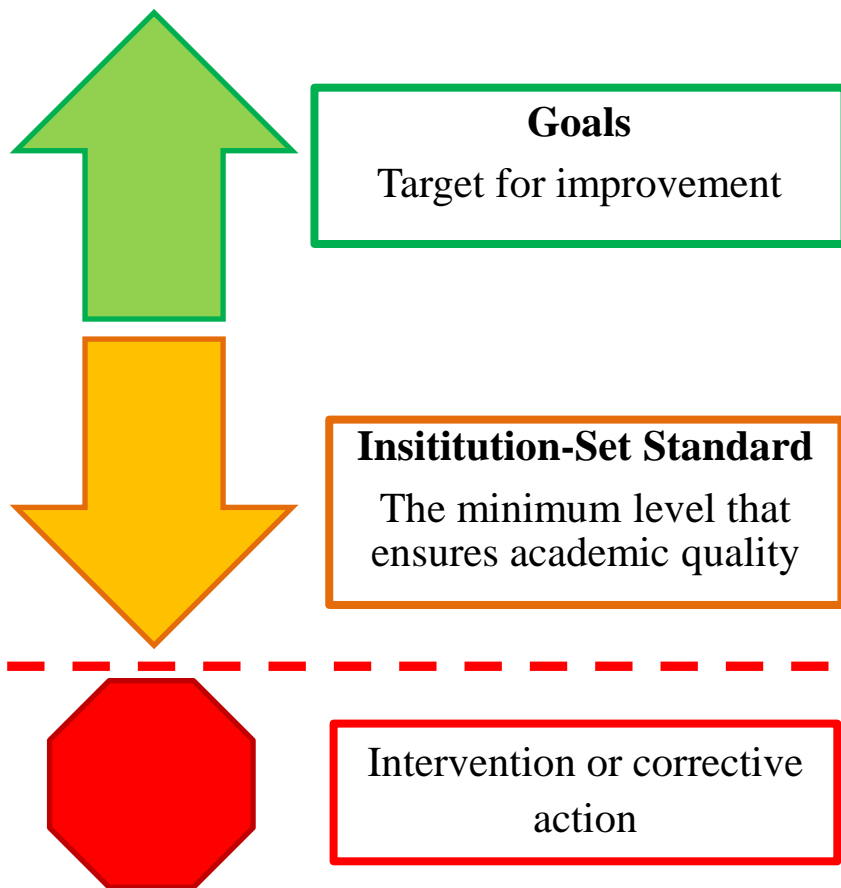 Goals
Target for improvement
Insititution-Set Standard
The minimum level that
ensures academic quality
Intervention or corrective
action